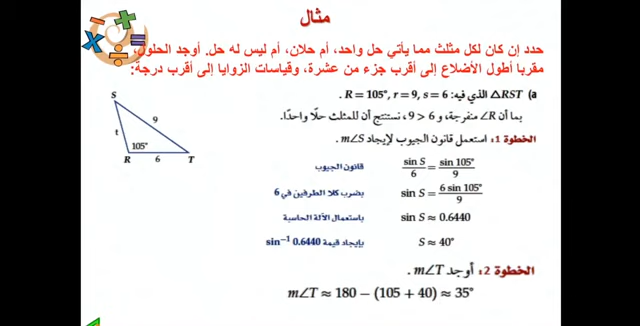 مثال
حدد إن كان لكل مثلث مما يأتي حل واحد، أم حلان، أم ليس له حل. أوجد الحلول،
مقربا أطول الأضلاع إلى أقرب جزء من عشرة، وقياسات الزوايا إلى أقرب درجة:
a) △RST الذي فيه: R = 105°, r = 9, s = 6 .
بما أن ∠R منفرجة، و 6 < 9، نستنتج أن للمثلث حلًا واحدًا.
الخطوة 1: استعمل قانون الجيوب لإيجاد m∠S .
sin S / 6 = sin 105° / 9 قانون الجيوب
sin S = 6 sin 105° / 9 بضرب كلا الطرفين في 6
sin S ≈ 0.6440 باستعمال الآلة الحاسبة
S ≈ 40° بإيجاد قيمة sin⁻¹ 0.6440
الخطوة 2: أوجد m∠T .
m∠T ≈ 180 − (105 + 40) ≈ 35°
S
t
9
105°
R
6
T